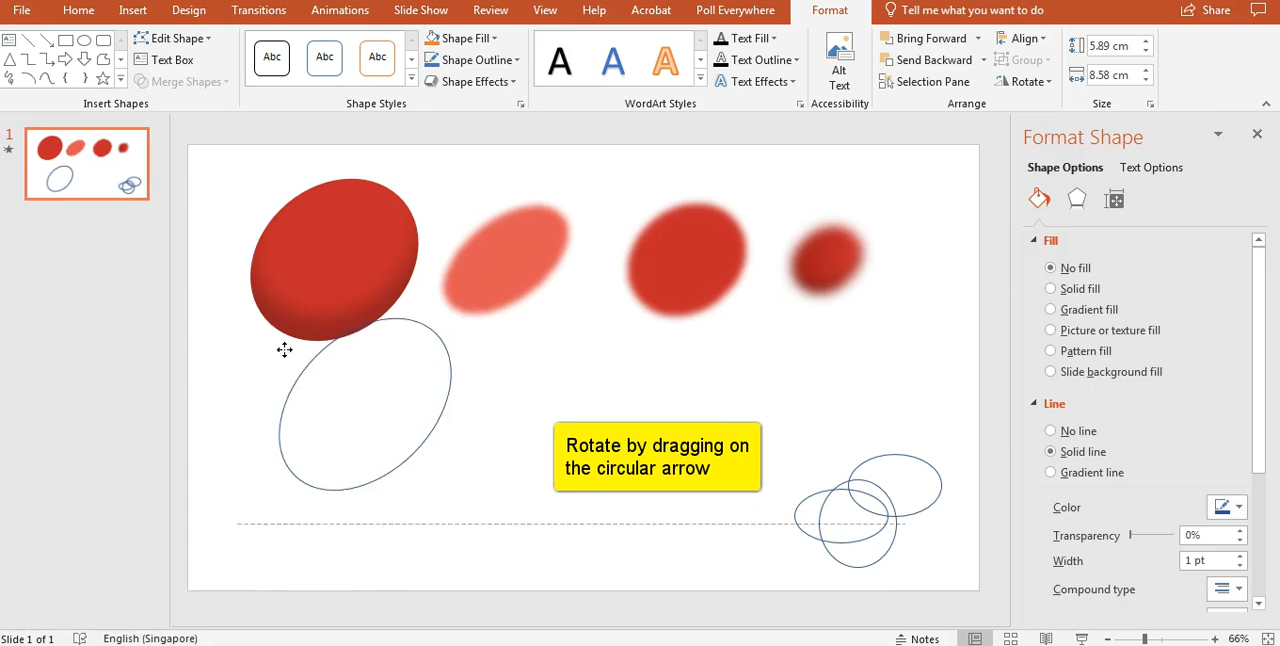 File Home Insert Design Transitions Animations Slide Show Review View Help Acrobat Poll Everywhere Format Tell me what you want to do Share
Edit Shape
Text Box
Merge Shapes
Insert Shapes
Abc Abc Abc
Shape Fill
Shape Outline
Shape Effects
Shape Styles
A A A
Text Fill
Text Outline
Text Effects
WordArt Styles
Alt
Text
Accessibility
Bring Forward
Send Backward
Selection Pane
Align
Group
Rotate
Arrange
5.89 cm
8.58 cm
Size
1
Rotate by dragging on
the circular arrow
Format Shape
Shape Options Text Options
Fill
No fill
Solid fill
Gradient fill
Picture or texture fill
Pattern fill
Slide background fill
Line
No line
Solid line
Gradient line
Color
Transparency 0%
Width 1 pt
Compound type
Slide 1 of 1 English (Singapore) Notes 66%